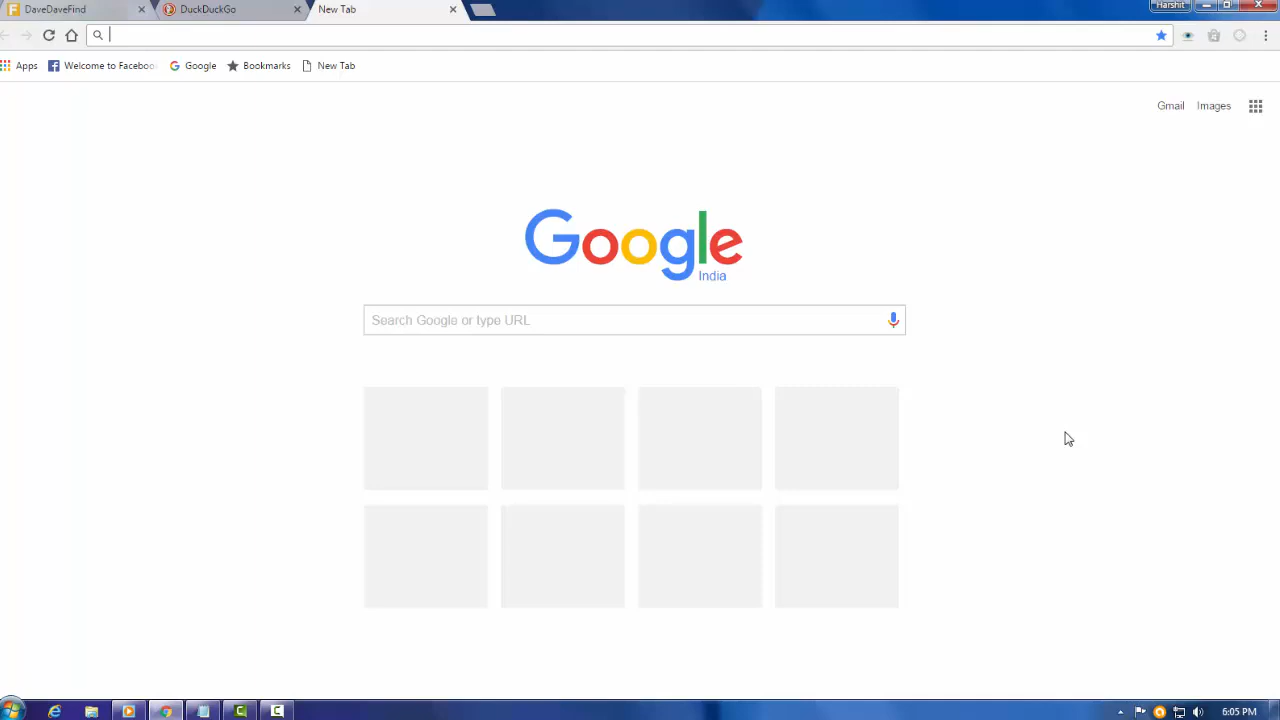 DaveDaveFind
DuckDuckGo
New Tab
Harshit
Apps
Welcome to Faceboo
Google
Bookmarks
New Tab
Gmail
Images
Google
India
Search Google or type URL
6:05 PM